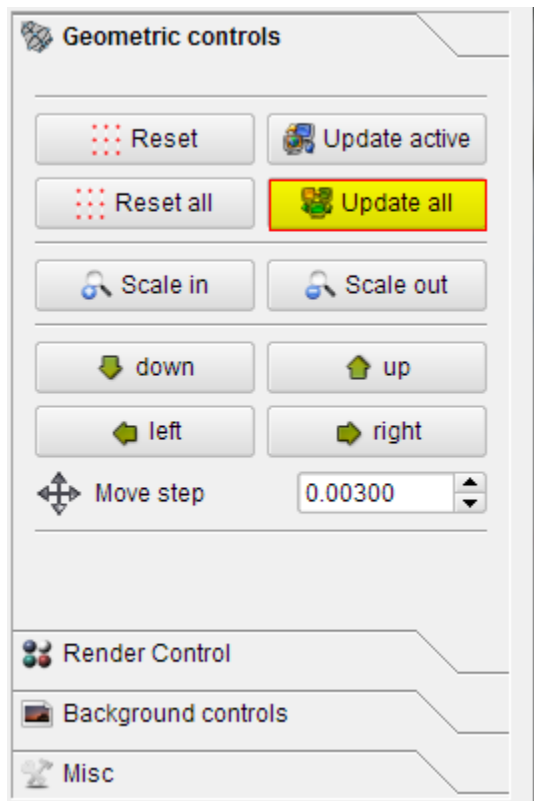 Geometric controls
Reset
Update active
Reset all
Update all
Scale in
Scale out
down
up
left
right
Move step
0.00300
Render Control
Background controls
Misc